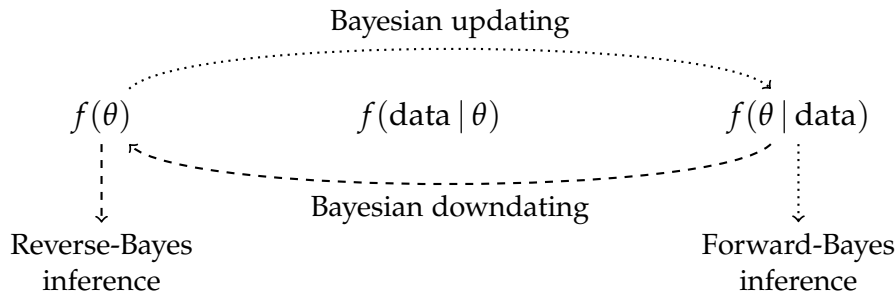 Bayesian updating
f(θ) f(data | θ) f(θ | data)
Bayesian downdating
Reverse-Bayes Forward-Bayes
inference inference